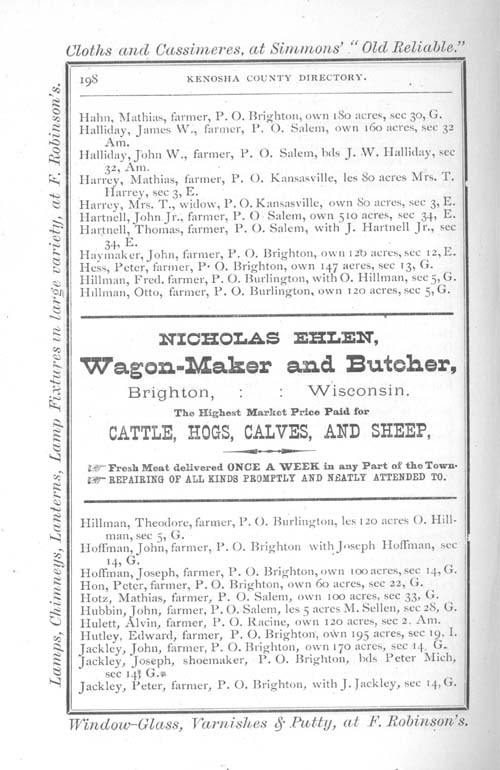 Cloths and Cassimeres, at Simmons' "Old Reliable."
Lamps, Chimneys, Lanterns, Lamp Fixtures in large variety, at F. Robinson's.
198 KENOSHA COUNTY DIRECTORY.
Hahn, Mathias, farmer, P. O. Brighton, own 180 acres, sec 30, G.
Halliday, James W., farmer, P. O. Salem, own 160 acres, sec 32
Am.
Halliday, John W., farmer, P. O. Salem, bds J. W. Halliday, sec
32, Am.
Harrey, Mathias, farmer, P. O. Kansasville, les 80 acres Mrs. T.
Harrey, sec 3, E.
Harrey, Mrs. T., widow, P. O. Kansasville, own 80 acres, sec 3, E.
Hartnell, John Jr., farmer, P. O Salem, own 510 acres, sec 34, E.
Hartnell, Thomas, farmer, P. O. Salem, with J. Hartnell Jr., sec
34, E.
Haymaker, John, farmer, P. O. Brighton, own 120 acres, sec 12, E.
Hess, Peter, farmer, P. O. Brighton, own 147 acres, sec 13, G.
Hillman, Fred. farmer, P. O. Burlington, with O. Hillman, sec 5, G.
Hillman, Otto, farmer, P. O. Burlington, own 120 acres, sec 5, G.
NICHOLAS EHLEN,
Wagon-Maker and Butcher,
Brighton, : : Wisconsin.
The Highest Market Price Paid for
CATTLE, HOGS, CALVES, AND SHEEP,
☞ Fresh Meat delivered ONCE A WEEK in any Part of the Town.
☞ REPAIRING OF ALL KINDS PROMPTLY AND NEATLY ATTENDED TO.
Hillman, Theodore, farmer, P. O. Burlington, les 120 acres O. Hill-
man, sec 5, G.
Hoffman, John, farmer, P. O. Brighton with Joseph Hoffman, sec
14, G.
Hoffman, Joseph, farmer, P. O. Brighton, own 100 acres, sec 14, G.
Hon, Peter, farmer, P. O. Brighton, own 60 acres, sec 22, G.
Hotz, Mathias, farmer, P. O. Salem, own 100 acres, sec 33, G.
Hubbin, John, farmer, P. O. Salem, les 5 acres M. Sellen, sec 28, G.
Hulett, Alvin, farmer, P. O. Racine, own 120 acres, sec 2. Am.
Hutley, Edward, farmer, P. O. Brighton, own 195 acres, sec 19, I.
Jackley, John, farmer, P. O. Brighton, own 170 acres, sec 14, G.
Jackley, Joseph, shoemaker, P. O. Brighton, bds Peter Mich,
sec 14, G.
Jackley, Peter, farmer, P. O. Brighton, with J. Jackley, sec 14, G.
Window-Glass, Varnishes & Putty, at F. Robinson's.